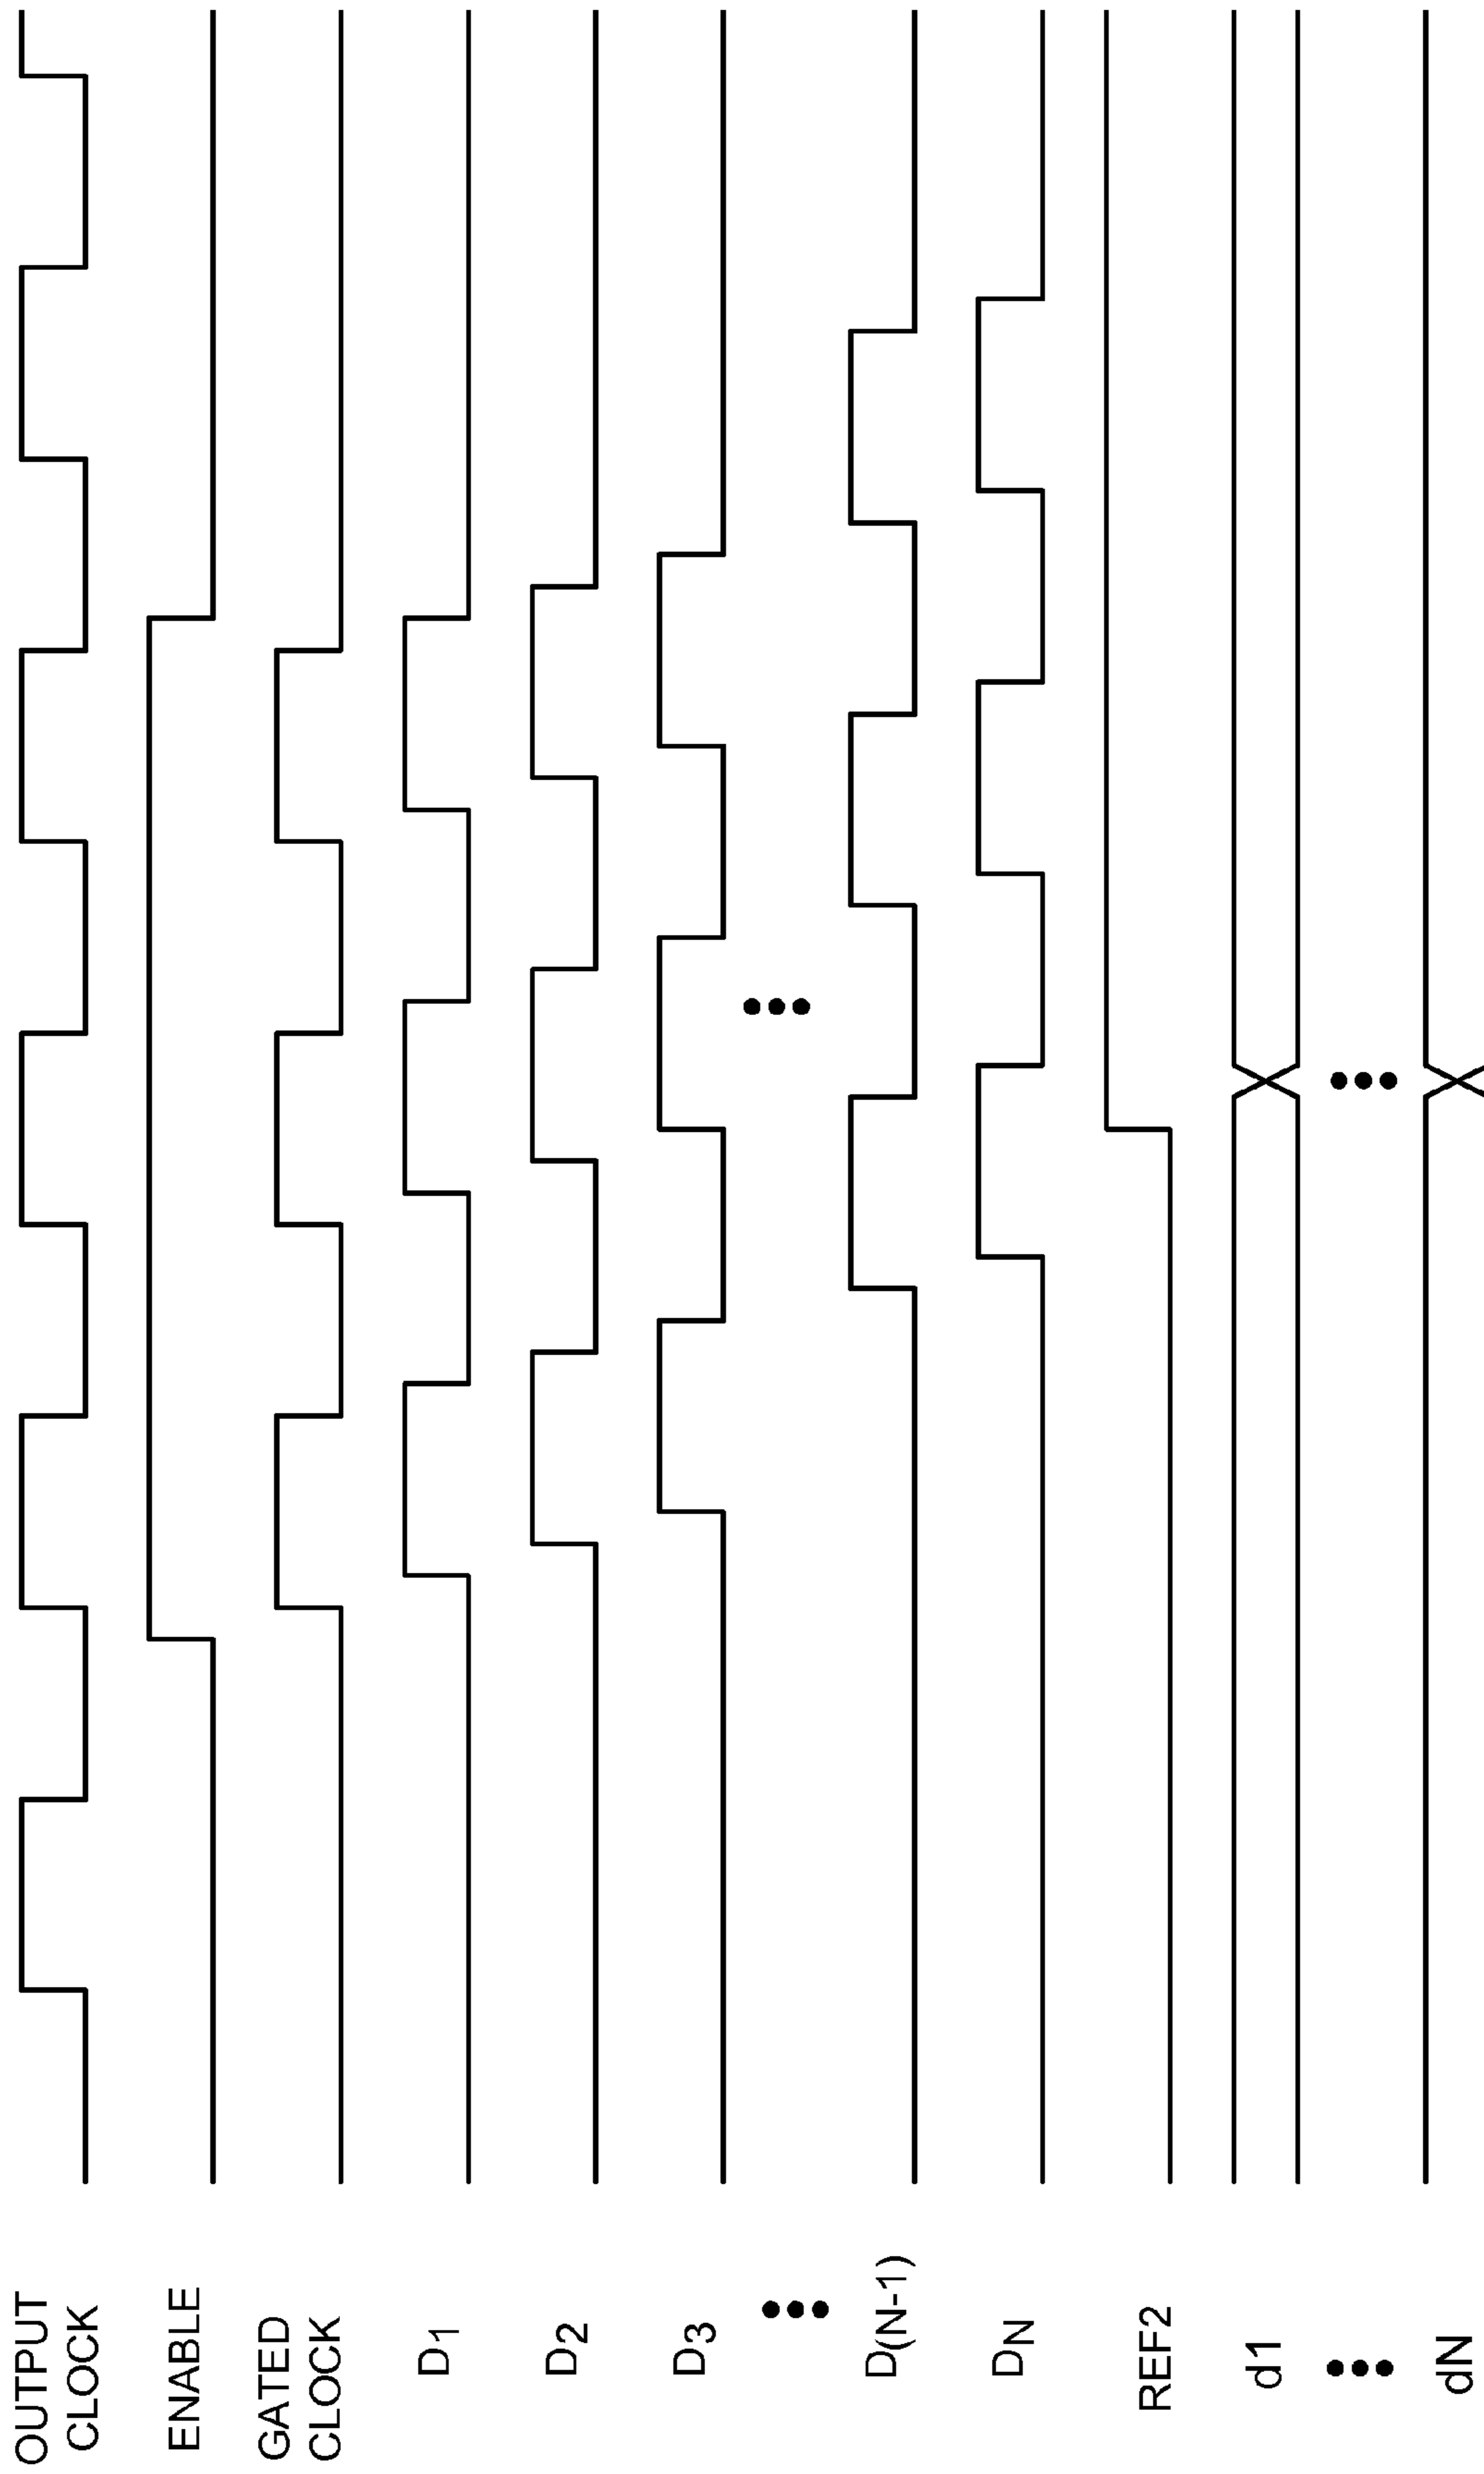 OUTPUT
CLOCK
ENABLE
GATED
CLOCK
D1
D2
D3
D(N-1)
DN
REF2
d1
dN